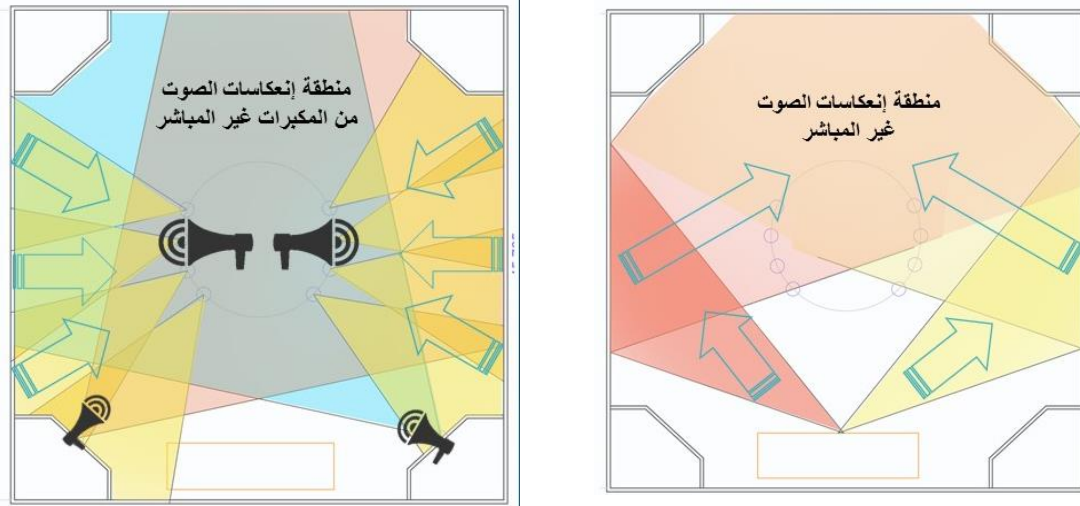 منطقة إنعكاسات الصوت
من المكبرات غير المباشر
منطقة إنعكاسات الصوت
غير المباشر